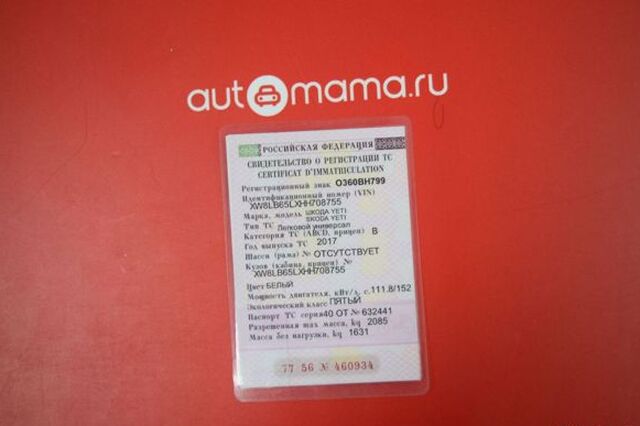 automama.ru
РОССИЙСКАЯ ФЕДЕРАЦИЯ
СВИДЕТЕЛЬСТВО О РЕГИСТРАЦИИ ТС
CERTIFICAT D'IMMATRICULATION
Регистрационный знак О360ВН799
Идентификационный номер (VIN)
XW8LB65LXHH708755
Марка, модель ШКОДА YETI
SKODA YETI
Тип ТС Легковой универсал
Категория ТС (ABCD, прицеп) В
Год выпуска ТС 2017
Шасси (рама) № ОТСУТСТВУЕТ
Кузов (кабина, прицеп) №
XW8LB65LXHH708755
Цвет БЕЛЫЙ
Мощность двигателя, кВт/л. с. 111.8/152
Экологический класс ПЯТЫЙ
Паспорт ТС серия 40 ОТ № 632441
Разрешенная max масса, kg 2085
Масса без нагрузки, kg 1631
77 56 № 460934